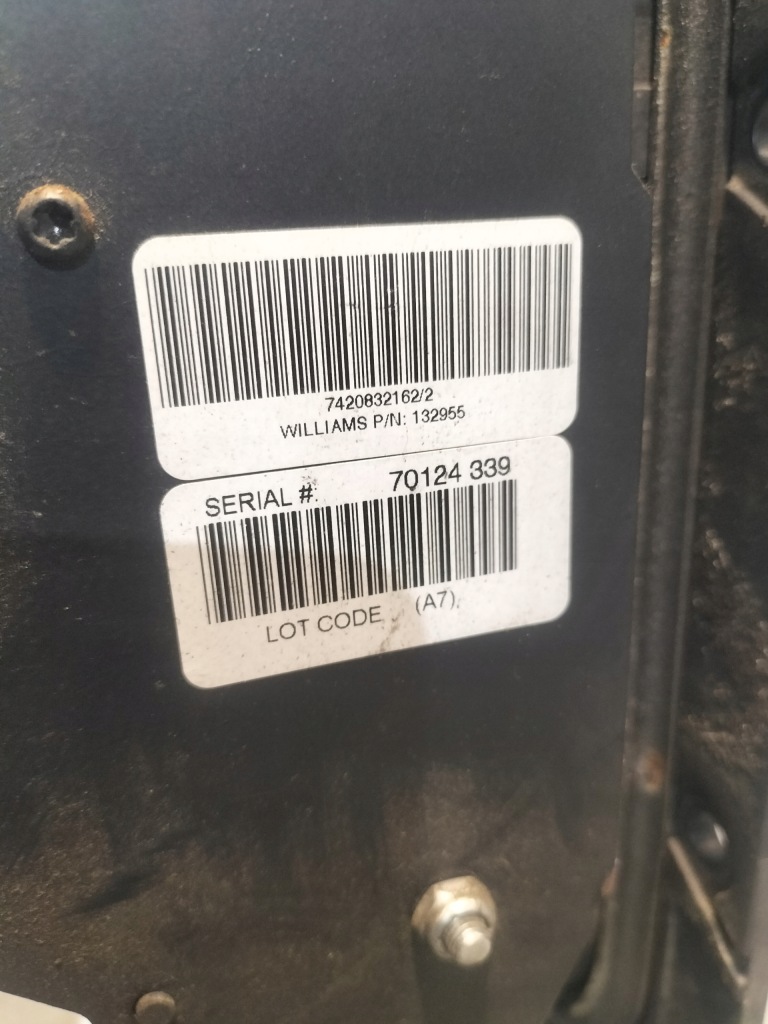 7420832162/2
WILLIAMS P/N: 132955
SERIAL #: 70124 339
LOT CODE (A7)